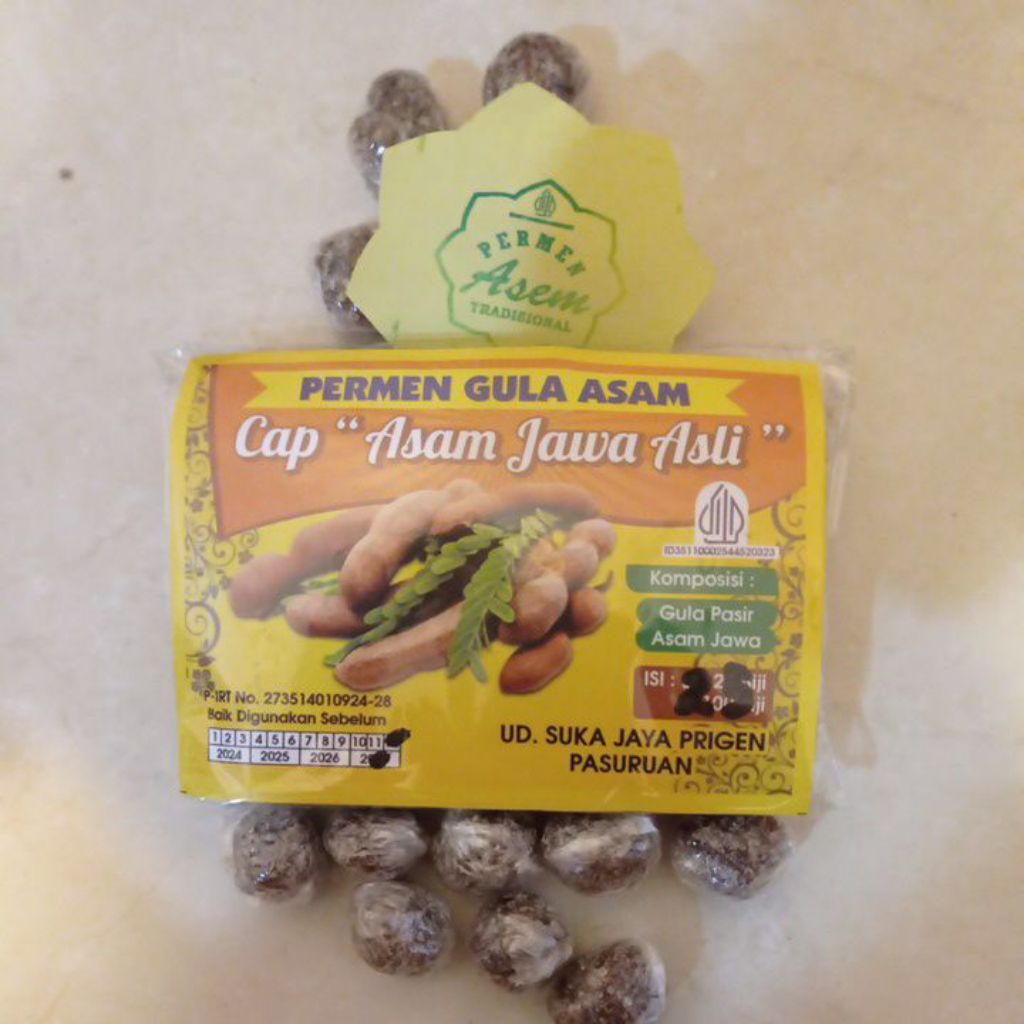 PERMEN
Asem
TRADISIONAL
PERMEN GULA ASAM
Cap “Asam Jawa Asli”
ID35110002544520323
Komposisi :
Gula Pasir
Asam Jawa
ISI :
P-IRT No. 273514010924-28
Baik Digunakan Sebelum
1 2 3 4 5 6 7 8 9 10 11
2024 2025 2026
UD. SUKA JAYA PRIGEN
PASURUAN